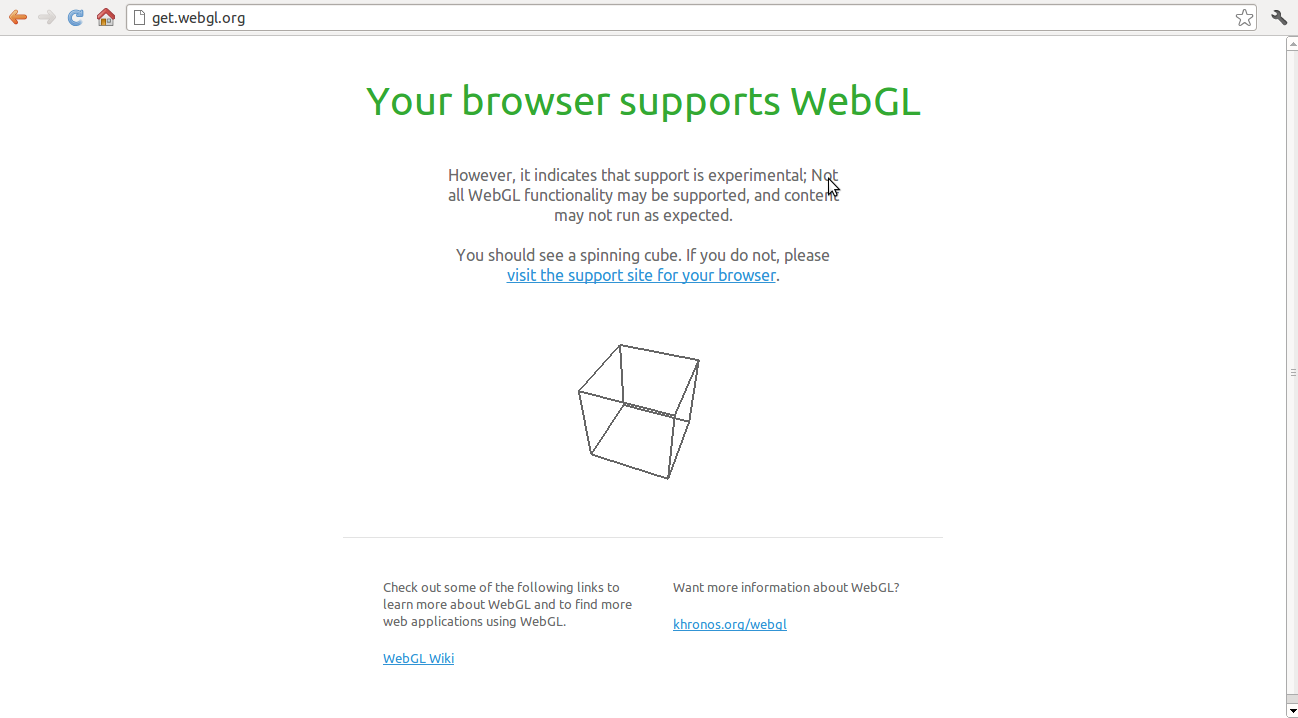 get.webgl.org
Your browser supports WebGL
However, it indicates that support is experimental; Not
all WebGL functionality may be supported, and content
may not run as expected.
You should see a spinning cube. If you do not, please
visit the support site for your browser.
Check out some of the following links to
learn more about WebGL and to find more
web applications using WebGL.
WebGL Wiki
Want more information about WebGL?
khronos.org/webgl